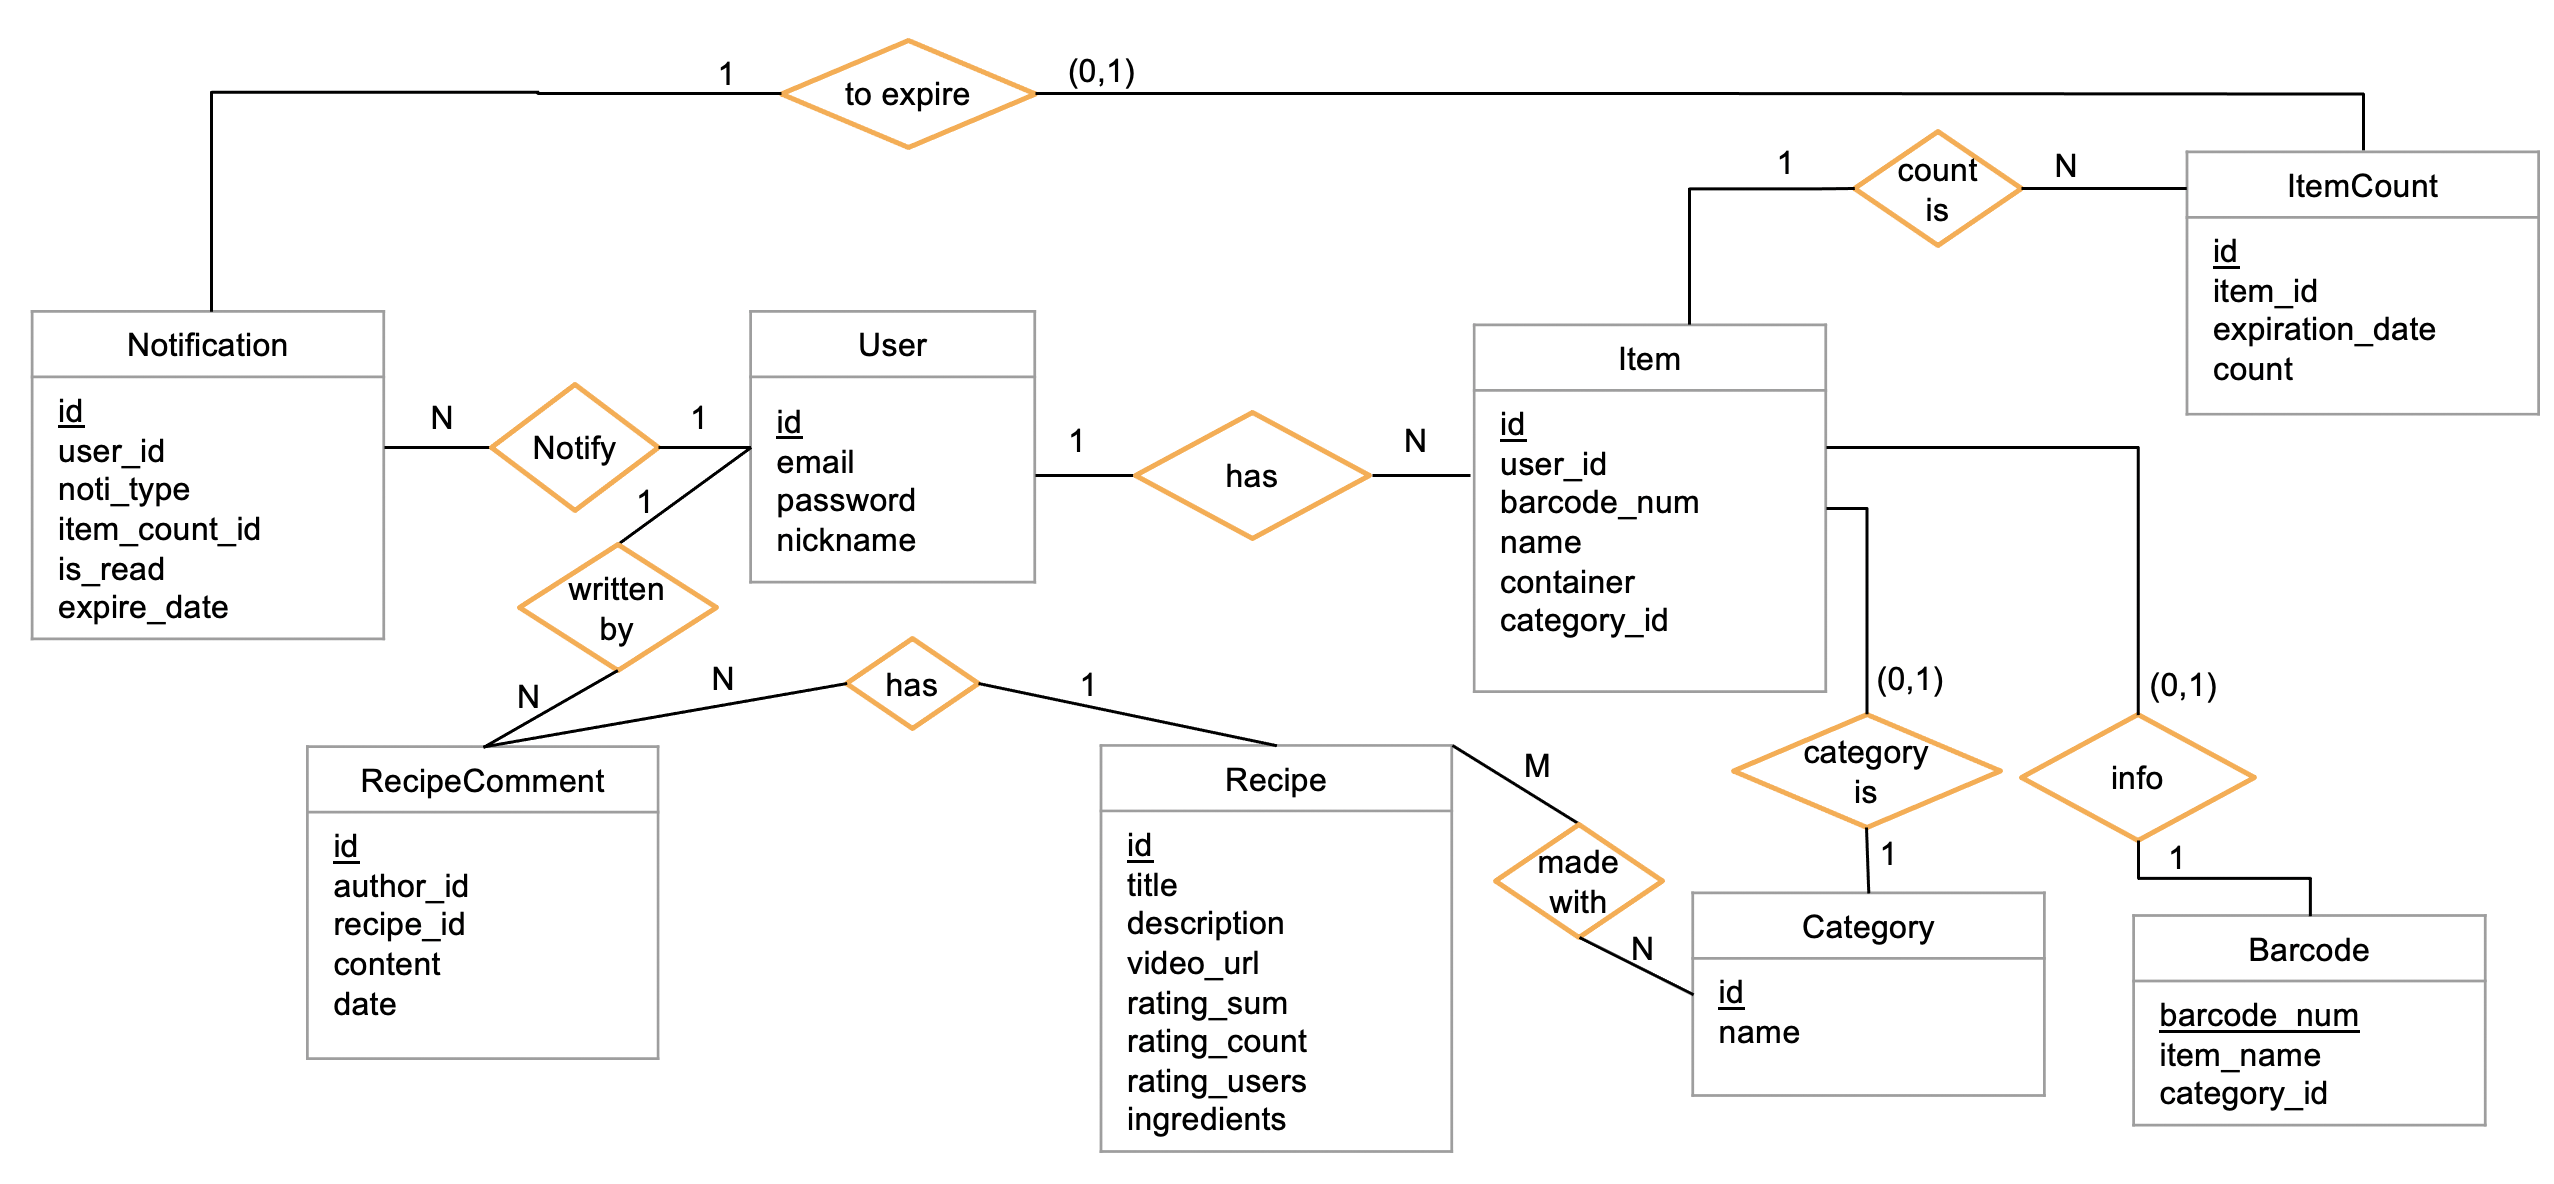 1
to expire
(0,1)
1
count
is
N
ItemCount
id
item_id
expiration_date
count
Notification
id
user_id
noti_type
item_count_id
is_read
expire_date
N
Notify
1
User
id
email
password
nickname
1
has
N
Item
id
user_id
barcode_num
name
container
category_id
1
written
by
N
N
has
1
(0,1)
category
is
1
(0,1)
info
1
RecipeComment
id
author_id
recipe_id
content
date
Recipe
id
title
description
video_url
rating_sum
rating_count
rating_users
ingredients
M
made
with
N
Category
id
name
Barcode
barcode_num
item_name
category_id